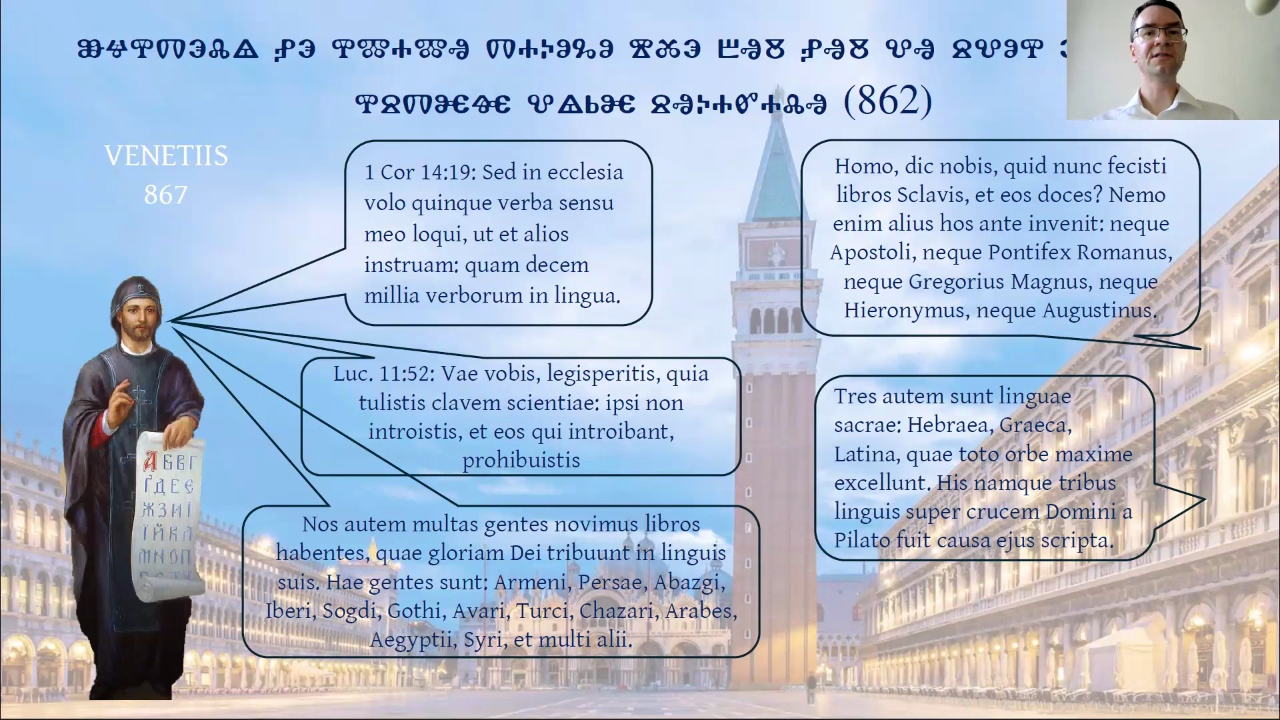 (862)
VENETIIS
867
1 Cor 14:19: Sed in ecclesia
volo quinque verba sensu
meo loqui, ut et alios
instruam: quam decem
millia verborum in lingua.
Homo, dic nobis, quid nunc fecisti
libros Sclavis, et eos doces? Nemo
enim alius hos ante invenit: neque
Apostoli, neque Pontifex Romanus,
neque Gregorius Magnus, neque
Hieronymus, neque Augustinus.
Luc. 11:52: Vae vobis, legisperitis, quia
tulistis clavem scientiae: ipsi non
introistis, et eos qui introibant,
prohibuistis
Tres autem sunt linguae
sacrae: Hebraea, Graeca,
Latina, quae toto orbe maxime
excellunt. His namque tribus
linguis super crucem Domini a
Pilato fuit causa ejus scripta.
Nos autem multas gentes novimus libros
habentes, quae gloriam Dei tribuunt in linguis
suis. Hae gentes sunt: Armeni, Persae, Abazgi,
Iberi, Sogdi, Gothi, Avari, Turci, Chazari, Arabes,
Aegyptii, Syri, et multi alii.
АБВГ
ҐДЕЄ
ЖЗИІ
ЇЙКЛ
МНОП